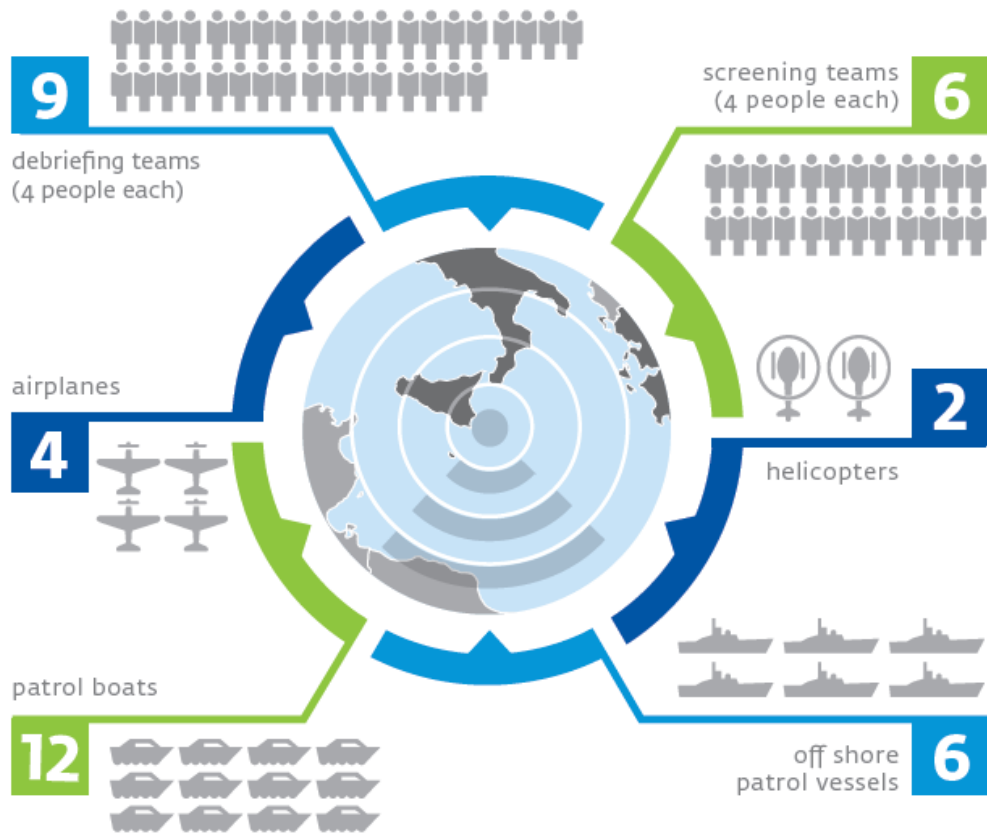 9
debriefing teams
(4 people each)
screening teams
(4 people each)
6
airplanes
4
2
helicopters
patrol boats
12
off shore
patrol vessels
6